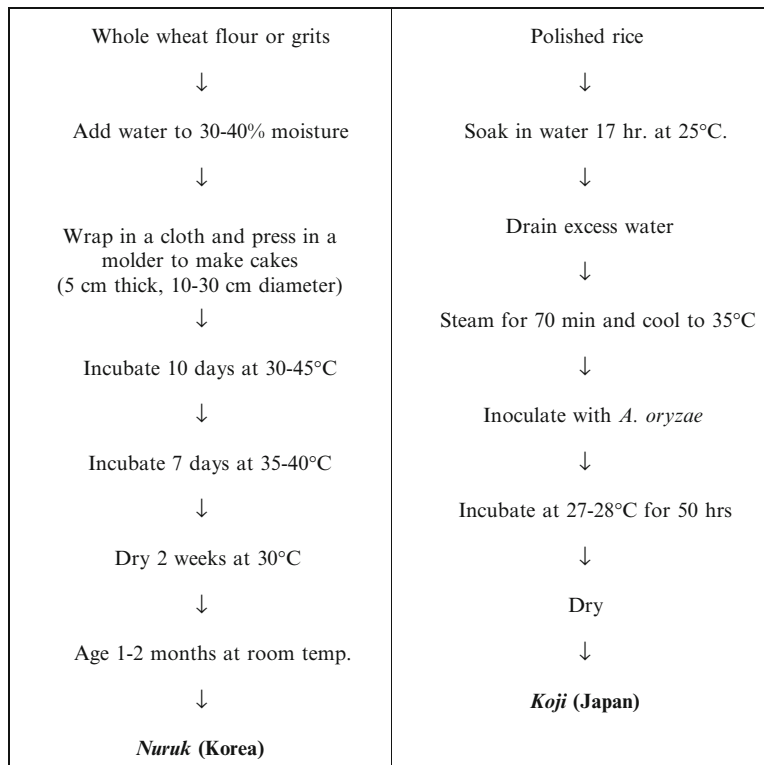 Whole wheat flour or grits
↓
Add water to 30-40% moisture
↓
Wrap in a cloth and press in a
molder to make cakes
(5 cm thick, 10-30 cm diameter)
↓
Incubate 10 days at 30-45°C
↓
Incubate 7 days at 35-40°C
↓
Dry 2 weeks at 30°C
↓
Age 1-2 months at room temp.
↓
Nuruk (Korea)
Polished rice
↓
Soak in water 17 hr. at 25°C.
↓
Drain excess water
↓
Steam for 70 min and cool to 35°C
↓
Inoculate with A. oryzae
↓
Incubate at 27-28°C for 50 hrs
↓
Dry
↓
Koji (Japan)